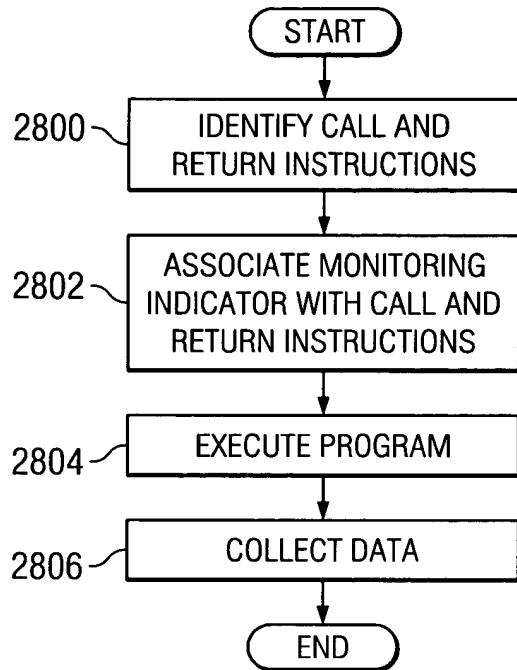 START
2800
IDENTIFY CALL AND
RETURN INSTRUCTIONS
2802
ASSOCIATE MONITORING
INDICATOR WITH CALL AND
RETURN INSTRUCTIONS
2804
EXECUTE PROGRAM
2806
COLLECT DATA
END